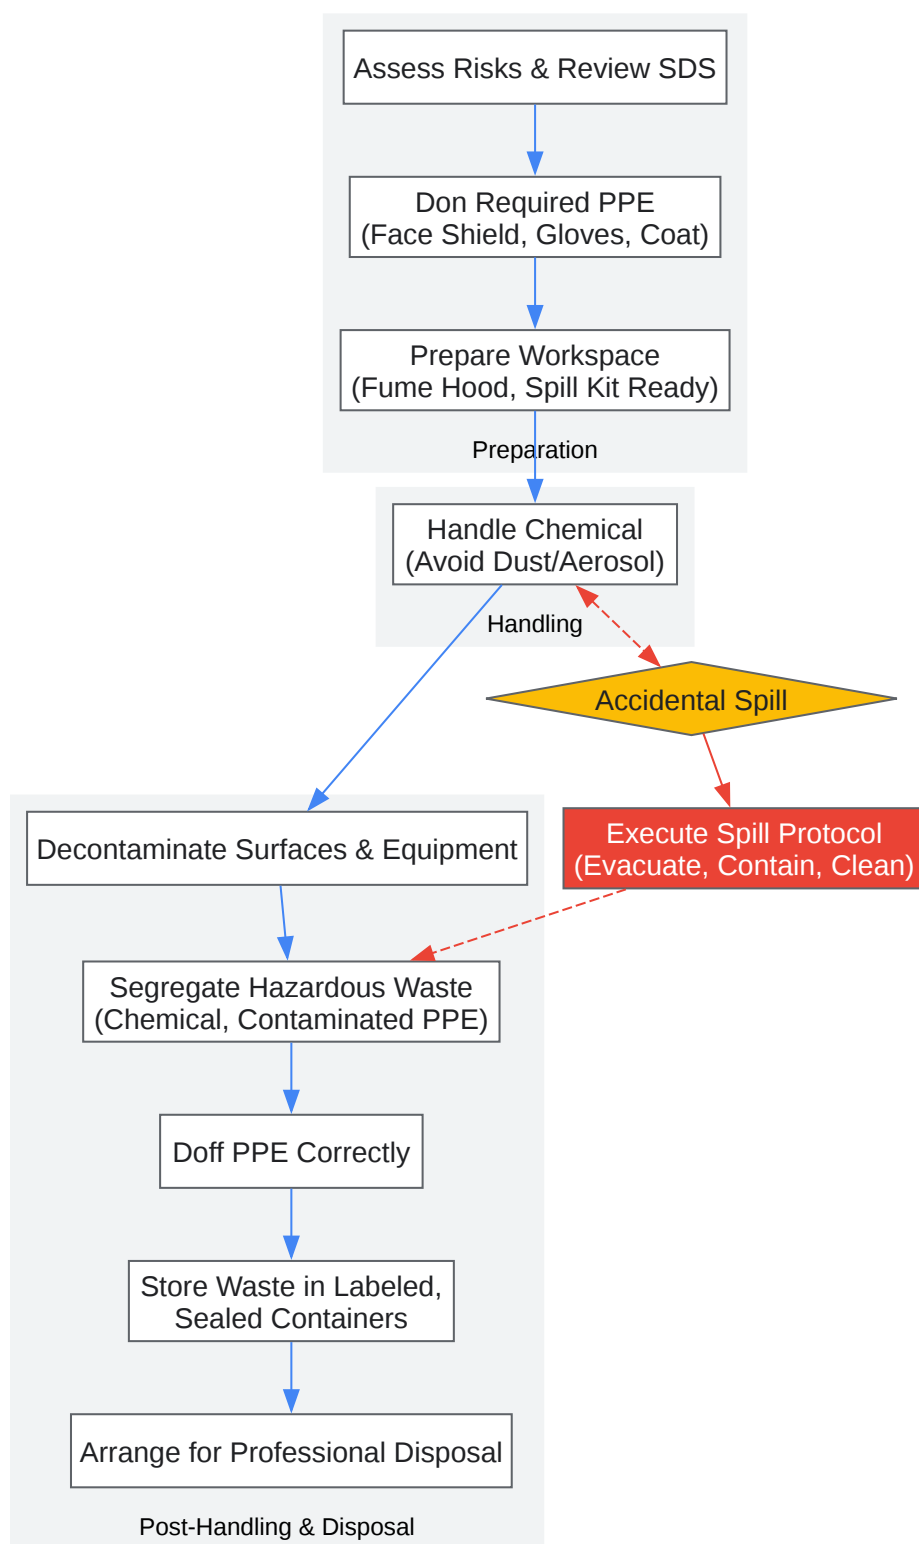 Assess Risks & Review SDS
Don Required PPE
(Face Shield, Gloves, Coat)
Prepare Workspace
(Fume Hood, Spill Kit Ready)
Preparation
Handle Chemical
(Avoid Dust/Aerosol)
Handling
Accidental Spill
Execute Spill Protocol
(Evacuate, Contain, Clean)
Decontaminate Surfaces & Equipment
Segregate Hazardous Waste
(Chemical, Contaminated PPE)
Doff PPE Correctly
Store Waste in Labeled,
Sealed Containers
Arrange for Professional Disposal
Post-Handling & Disposal